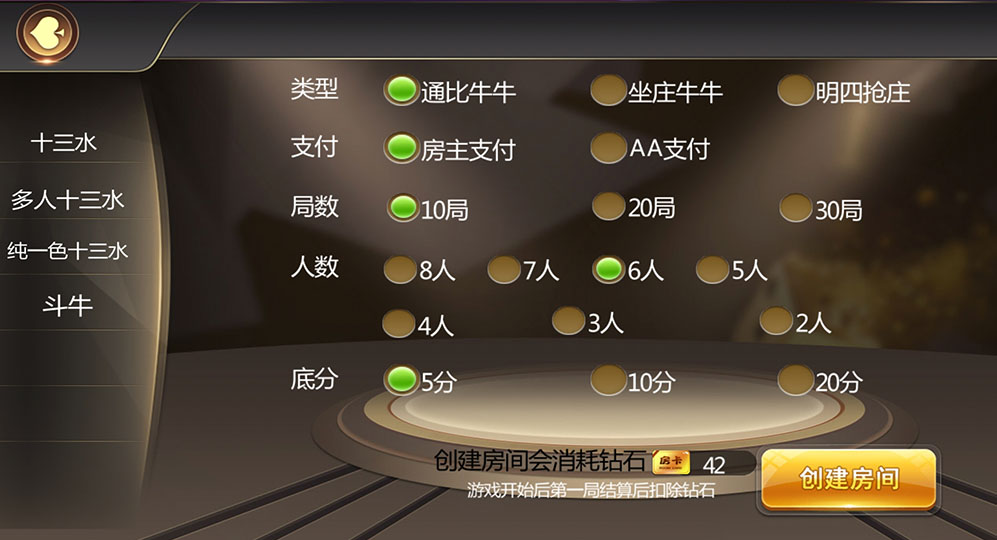 类型 通比牛牛 坐庄牛牛 明四抢庄
十三水
支付 房主支付 AA支付
多人十三水
局数 10局 20局 30局
纯一色十三水
人数 8人 7人 6人 5人
斗牛
4人 3人 2人
底分 5分 10分 20分
创建房间会消耗钻石 房卡 42
创建房间
游戏开始后第一局结算后扣除钻石